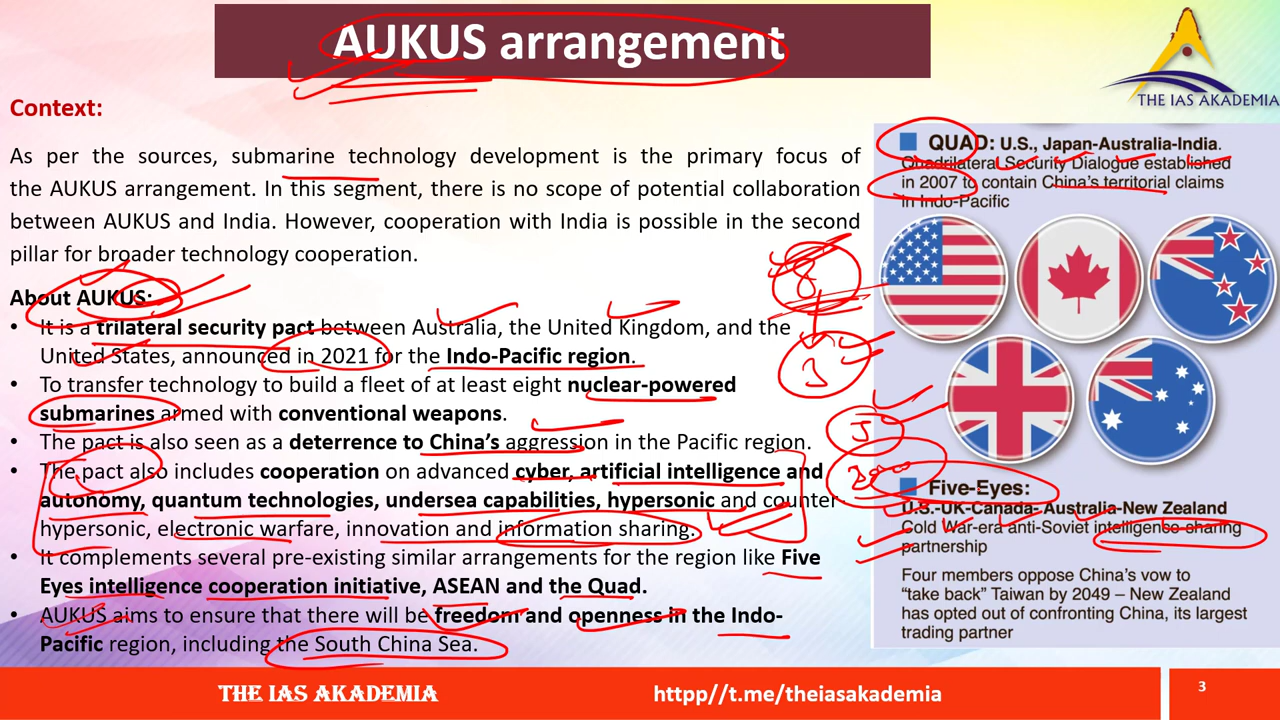 AUKUS arrangement
THE IAS AKADEMIA
Context:
As per the sources, submarine technology development is the primary focus of
the AUKUS arrangement. In this segment, there is no scope of potential collaboration
between AUKUS and India. However, cooperation with India is possible in the second
pillar for broader technology cooperation.
About AUKUS:
• It is a trilateral security pact between Australia, the United Kingdom, and the
United States, announced in 2021 for the Indo-Pacific region.
• To transfer technology to build a fleet of at least eight nuclear-powered
submarines armed with conventional weapons.
• The pact is also seen as a deterrence to China's aggression in the Pacific region.
• The pact also includes cooperation on advanced cyber, artificial intelligence and
autonomy, quantum technologies, undersea capabilities, hypersonic and counter-
hypersonic, electronic warfare, innovation and information sharing.
• It complements several pre-existing similar arrangements for the region like Five
Eyes intelligence cooperation initiative, ASEAN and the Quad.
• AUKUS aims to ensure that there will be freedom and openness in the Indo-
Pacific region, including the South China Sea.
QUAD: U.S., Japan-Australia-India.
Quadrilateral Security Dialogue established
in 2007 to contain China's territorial claims
in Indo-Pacific
8
3
Five-Eyes:
U.S.-UK-Canada- Australia-New Zealand
Cold War-era anti-Soviet intelligence-sharing
partnership
Four members oppose China's vow to
"take back" Taiwan by 2049 – New Zealand
has opted out of confronting China, its largest
trading partner
THE IAS AKADEMIA
httpp//t.me/theiasakademia
3